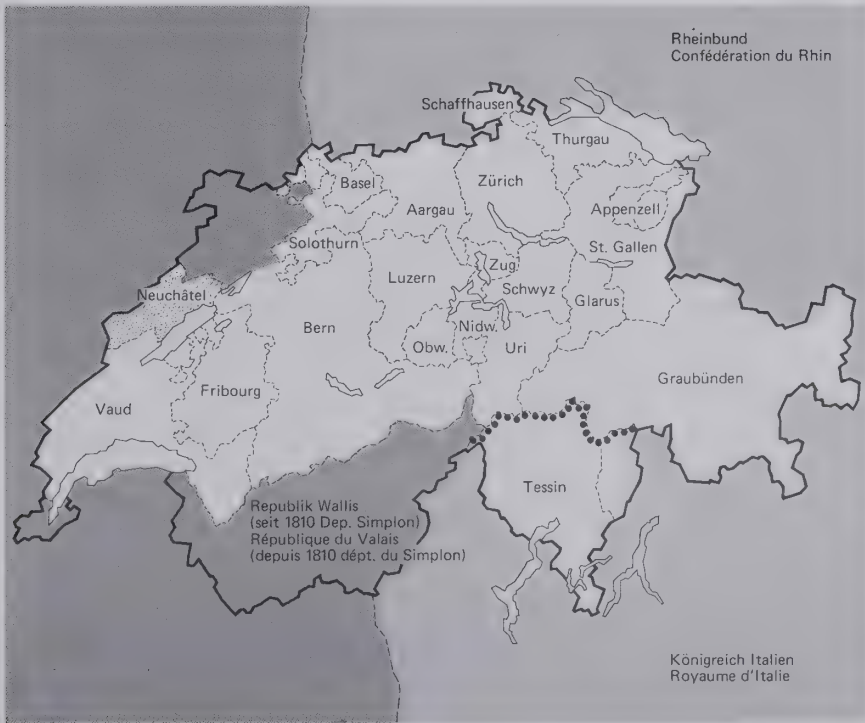 Rheinbund
Confédération du Rhin
Schaffhausen
Thurgau
Basel
Zürich
Aargau
Appenzell
Solothurn
St. Gallen
Zug
Luzern
Neuchâtel
Schwyz
Glarus
Bern
Nidw.
Obw.
Uri
Graubünden
Fribourg
Vaud
Tessin
Republik Wallis
(seit 1810 Dep. Simplon)
République du Valais
(depuis 1810 dépt. du Simplon)
Königreich Italien
Royaume d'Italie